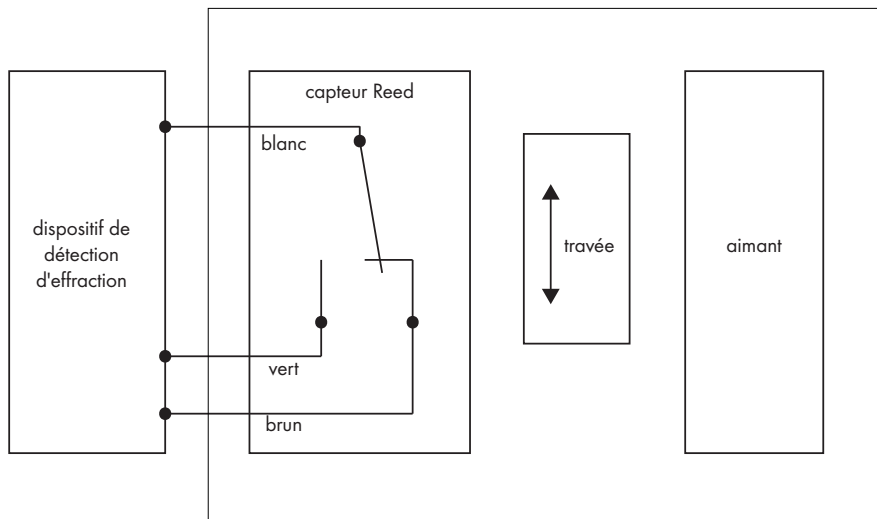 capteur Reed
blanc
dispositif de
détection
d'effraction
travée
aimant
vert
brun